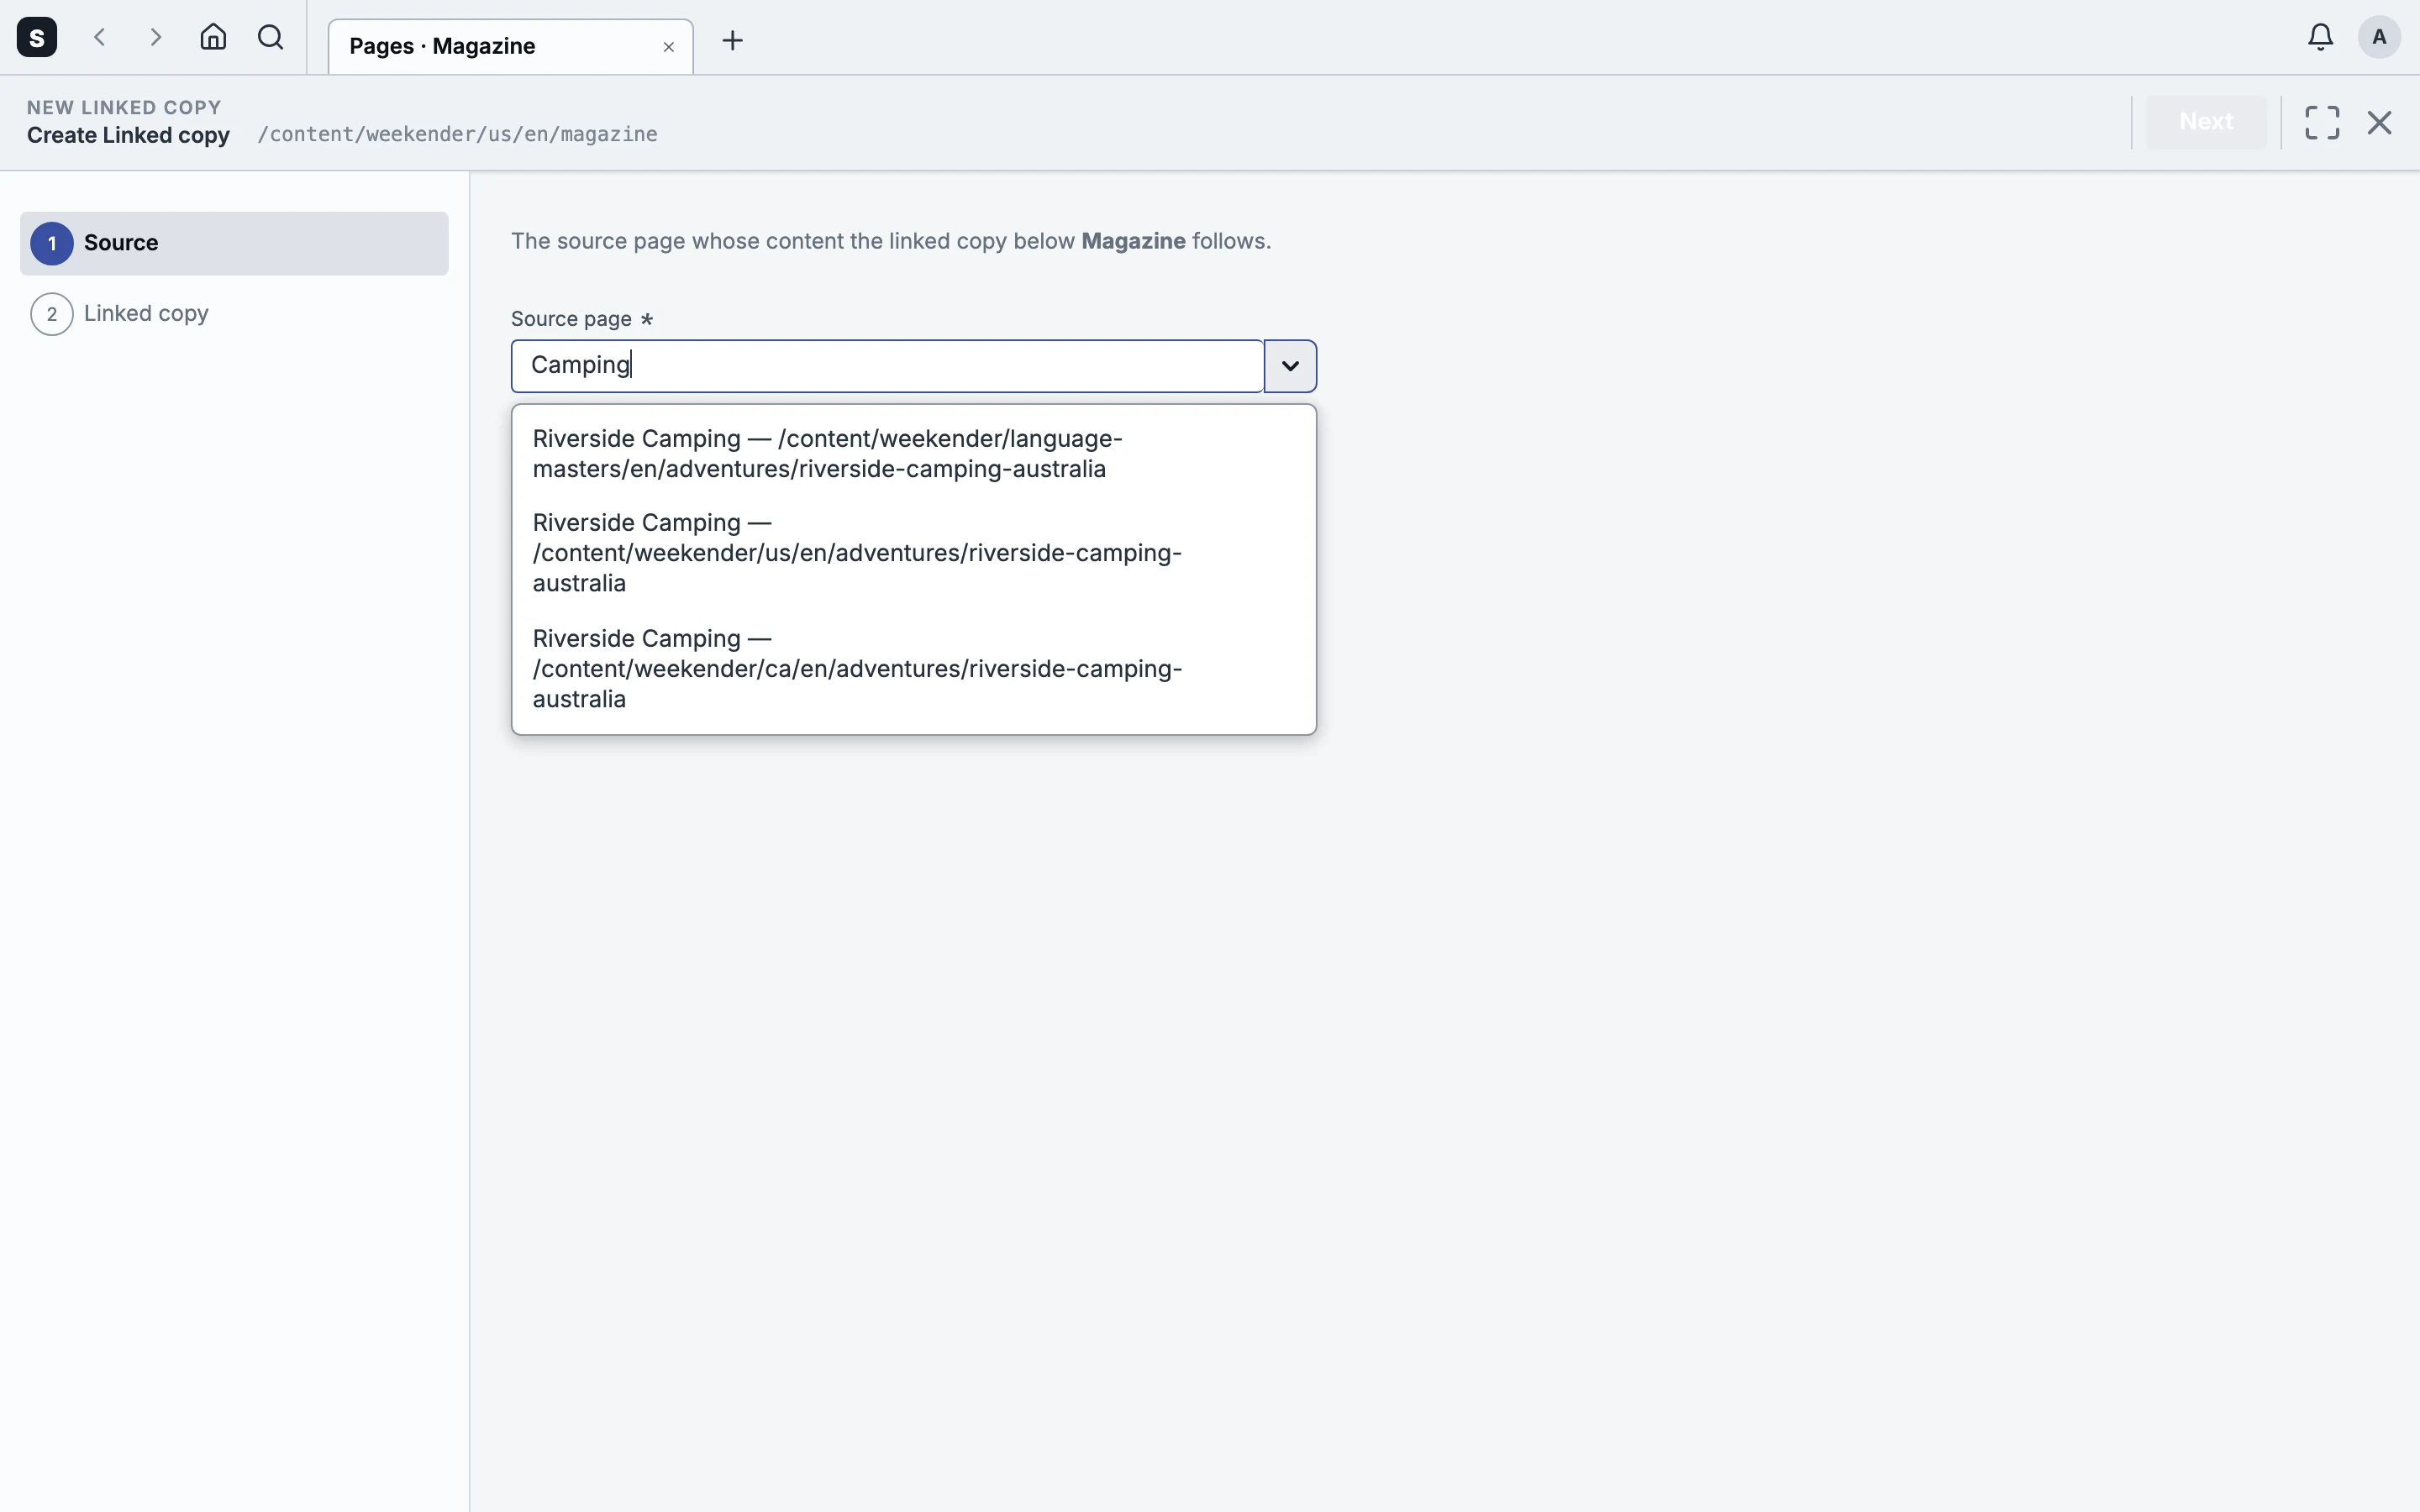 S
Pages · Magazine
A
NEW LINKED COPY
Create Linked copy /content/weekender/us/en/magazine
Next
1 Source
2 Linked copy
The source page whose content the linked copy below Magazine follows.
Source page *
Camping
Riverside Camping — /content/weekender/language-
masters/en/adventures/riverside-camping-australia
Riverside Camping —
/content/weekender/us/en/adventures/riverside-camping-
australia
Riverside Camping —
/content/weekender/ca/en/adventures/riverside-camping-
australia